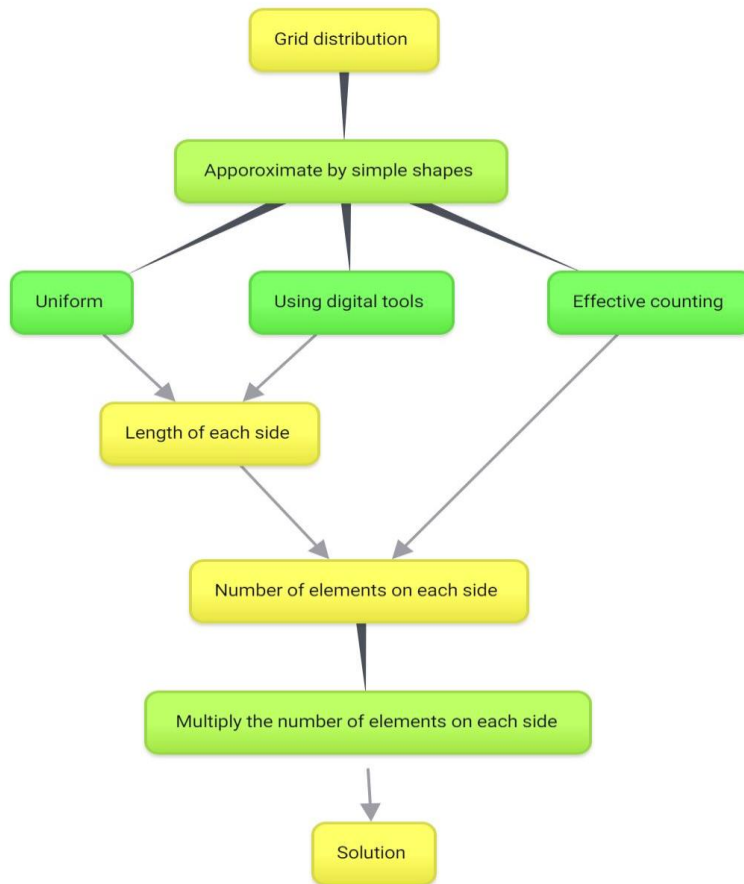 Grid distribution
Apporoximate by simple shapes
Uniform
Using digital tools
Effective counting
Length of each side
Number of elements on each side
Multiply the number of elements on each side
Solution